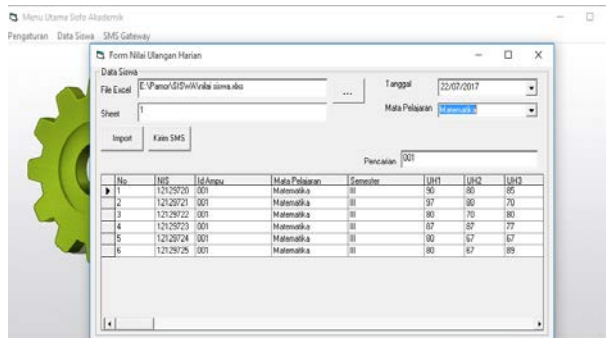 Menu Utama Sisfo Akademik
Pengaturan Data Siswa SMS Gateway
Form Nilai Ulangan Harian
Data Siswa
File Excel E:\Pamor\SISWA\nilai siswa.xlsx ... Tanggal 22/07/2017
Sheet 1 Mata Pelajaran Matematika
Import Kirim SMS
Pencarian 001
No NIS Id Ampu Mata Pelajaran Semester UH1 UH2 UH3
1 12129720 001 Matematika III 90 80 85
2 12129721 001 Matematika III 97 80 70
3 12129722 001 Matematika III 80 70 80
4 12129723 001 Matematika III 87 87 77
5 12129724 001 Matematika III 80 67 67
6 12129725 001 Matematika III 80 67 89